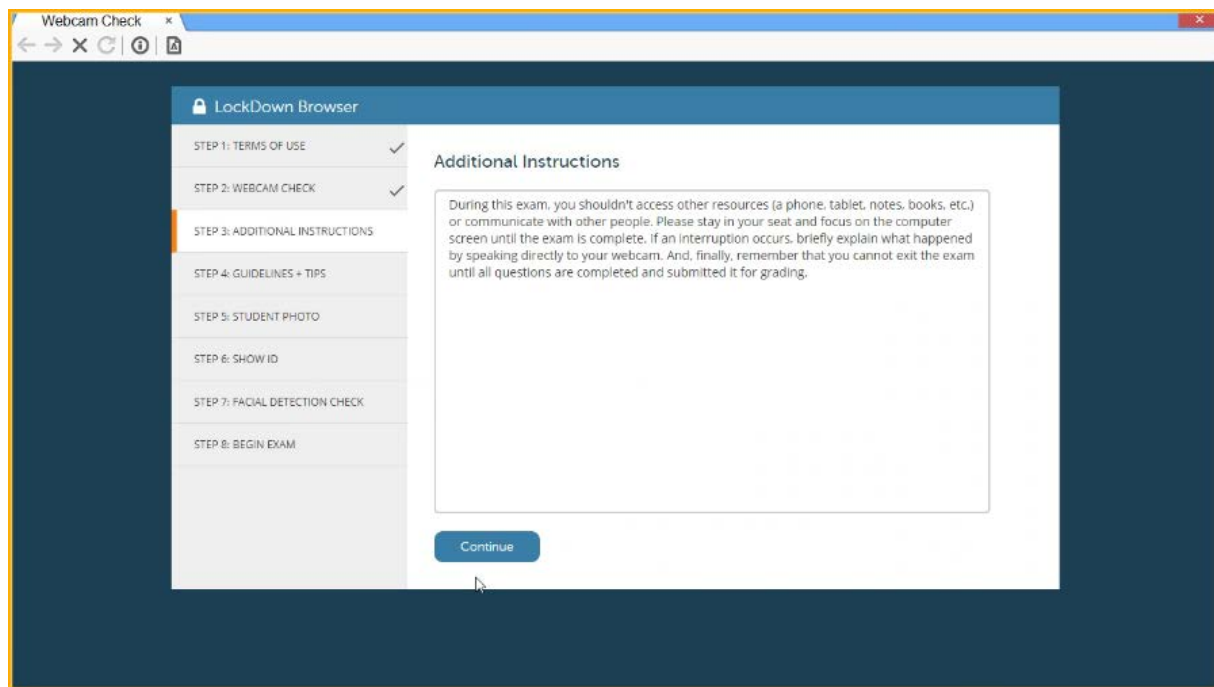 Webcam Check
LockDown Browser
STEP 1: TERMS OF USE
STEP 2: WEBCAM CHECK
STEP 3: ADDITIONAL INSTRUCTIONS
STEP 4: GUIDELINES + TIPS
STEP 5: STUDENT PHOTO
STEP 6: SHOW ID
STEP 7: FACIAL DETECTION CHECK
STEP 8: BEGIN EXAM
Additional Instructions
During this exam, you shouldn't access other resources (a phone, tablet, notes, books, etc.)
or communicate with other people. Please stay in your seat and focus on the computer
screen until the exam is complete. If an interruption occurs, briefly explain what happened
by speaking directly to your webcam. And, finally, remember that you cannot exit the exam
until all questions are completed and submitted it for grading.
Continue